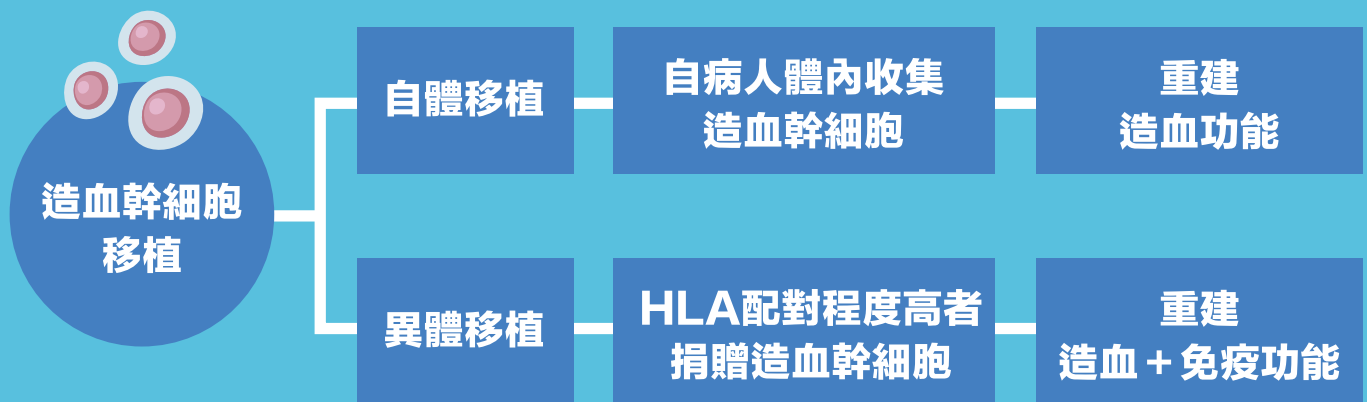 造血幹細胞
移植
自體移植
自病人體內收集
造血幹細胞
重建
造血功能
異體移植
HLA配對程度高者
捐贈造血幹細胞
重建
造血＋免疫功能